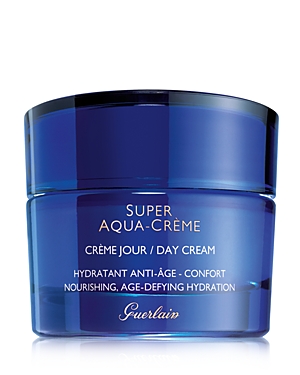 SUPER
AQUA-CRÈME
CRÈME JOUR / DAY CREAM
HYDRATANT ANTI-ÂGE - CONFORT
NOURISHING, AGE-DEFYING HYDRATION
Guerlain